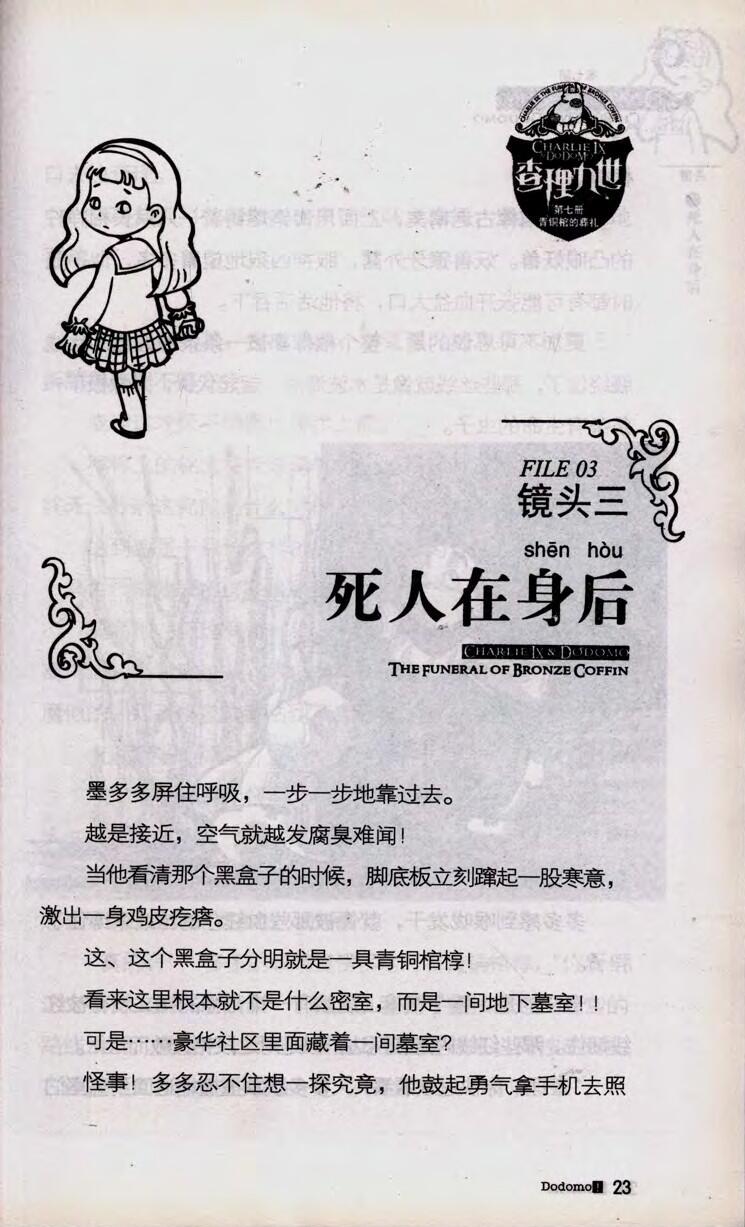 CHARLIE IX THE FUNERAL OF BRONZE COFFIN
CHARLIE IX
DODOMO
查理九世
第七册
青铜棺的葬礼
FILE 03
镜头三
shēn hòu
死人在身后
CHARLIE IX & DODOMO
THE FUNERAL OF BRONZE COFFIN
墨多多屏住呼吸，一步一步地靠过去。
越是接近，空气就越发腐臭难闻！
当他看清那个黑盒子的时候，脚底板立刻蹿起一股寒意，
激出一身鸡皮疙瘩。
这、这个黑盒子分明就是一具青铜棺椁！
看来这里根本就不是什么密室，而是一间地下墓室！！
可是……豪华社区里面藏着一间墓室？
怪事！多多忍不住想一探究竟，他鼓起勇气拿手机去照
Dodomo! 23